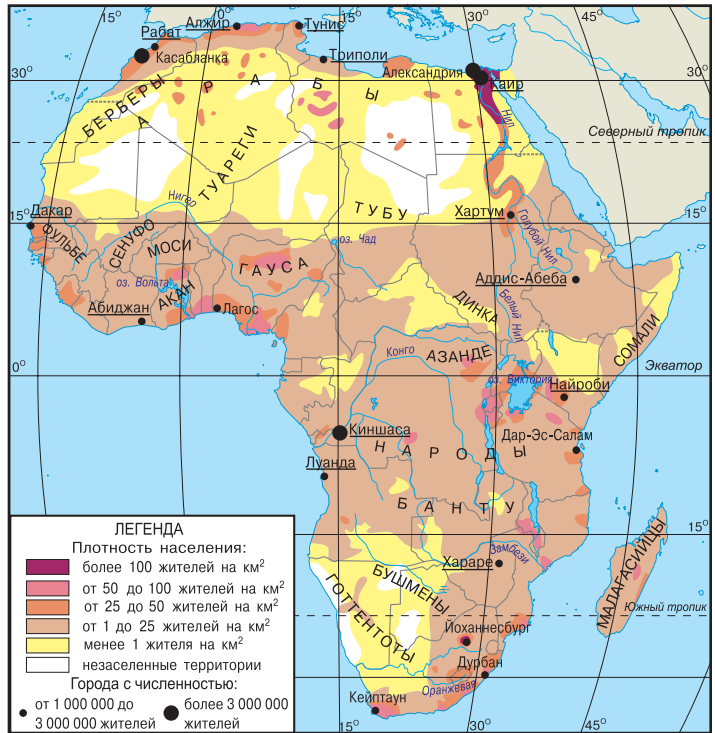 15°
0°
15°
30°
45°
Алжир
Тунис
Рабат
Касабланка
Триполи
Александрия
Каир
30°
30°
БЕРБЕРЫ
АРАБЫ
Нил
Северный тропик
ТУАРЕГИ
Нигер
ТУБУ
15°
15°
Дакар
Хартум
ФУЛЬБЕ
СЕНУФО
МОСИ
оз. Чад
Голубой Нил
ГАУСА
оз. Вольта
АКАН
Аддис-Абеба
Абиджан
Лагос
ДИНКА
Белый Нил
СОМАЛИ
Конго
АЗАНДЕ
Экватор
0°
0°
оз. Виктория
Найроби
Киншаса
Дар-Эс-Салам
НАРОДЫ
Луанда
БАНТУ
15°
Замбези
Хараре
БУШМЕНЫ
МАЛАГАСИЙЦЫ
ГОТТЕНТОТЫ
Южный тропик
Йоханнесбург
Дурбан
Оранжевая
Кейптаун
15°
30°
45°
ЛЕГЕНДА
Плотность населения:
более 100 жителей на км²
от 50 до 100 жителей на км²
от 25 до 50 жителей на км²
от 1 до 25 жителей на км²
менее 1 жителя на км²
незаселенные территории
Города с численностью:
от 1 000 000 до
3 000 000 жителей
более 3 000 000
жителей